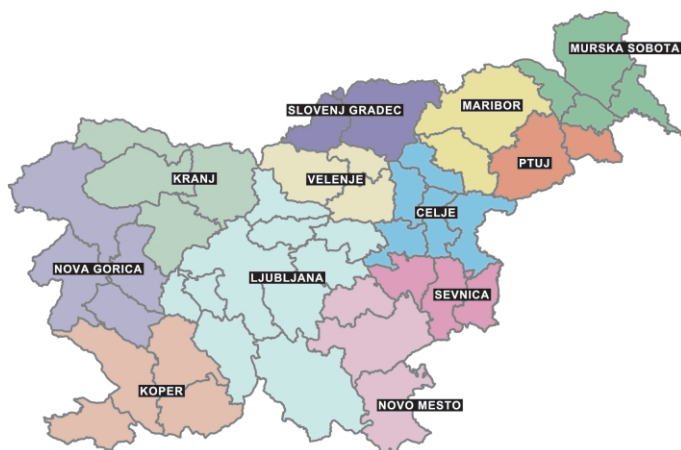 MURSKA SOBOTA
SLOVENJ GRADEC
MARIBOR
PTUJ
KRANJ
VELENJE
CELJE
NOVA GORICA
LJUBLJANA
SEVNICA
KOPER
NOVO MESTO